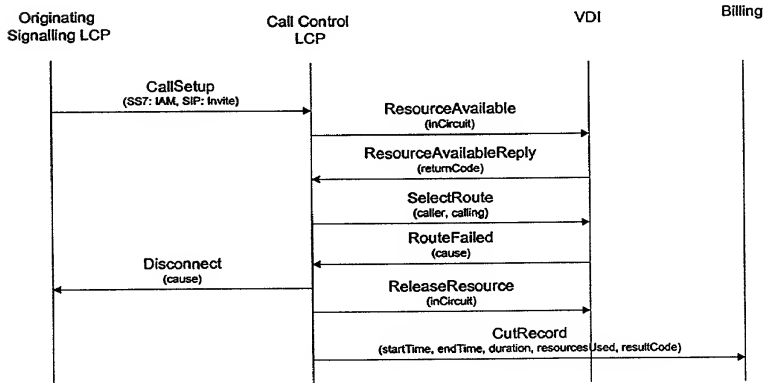 Originating
Signalling LCP
Call Control
LCP
VDI
Billing
CallSetup
(SS7: IAM, SIP: Invite)
ResourceAvailable
(inCircuit)
ResourceAvailableReply
(returnCode)
SelectRoute
(caller, calling)
RouteFailed
(cause)
Disconnect
(cause)
ReleaseResource
(inCircuit)
CutRecord
(startTime, endTime, duration, resourcesUsed, resultCode)